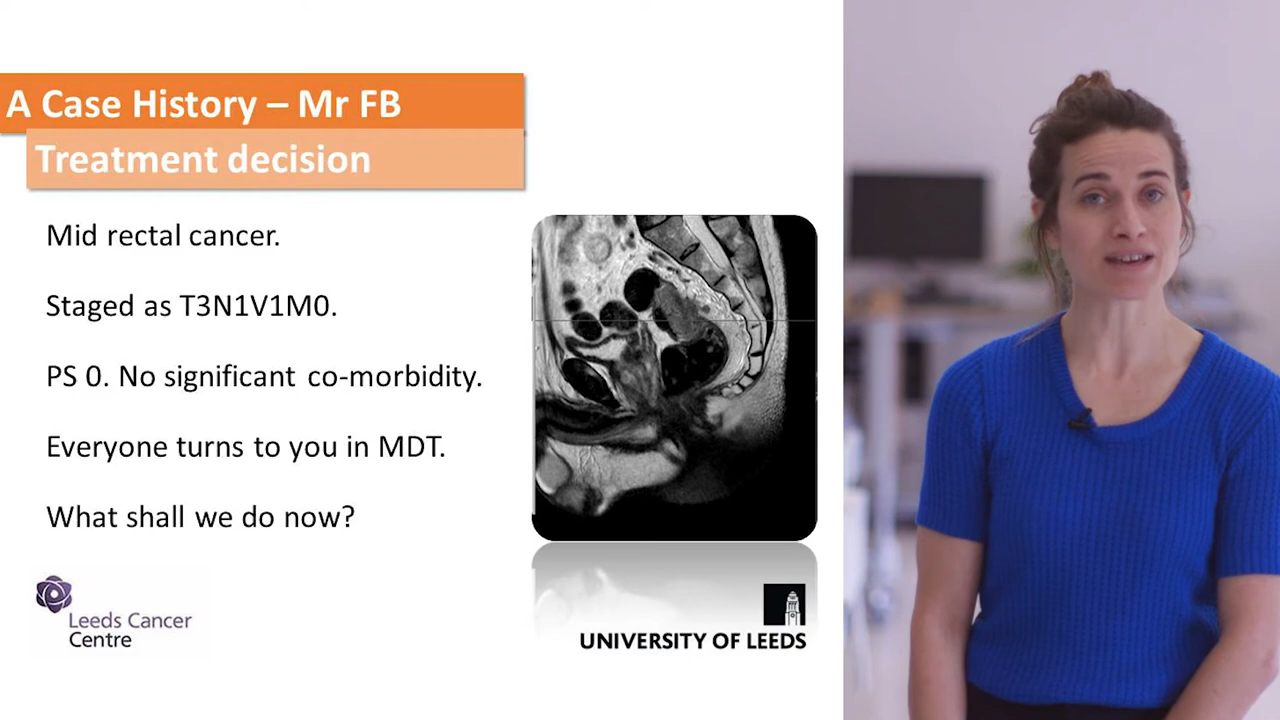 A Case History – Mr FB
Treatment decision
Mid rectal cancer.
Staged as T3N1V1M0.
PS 0. No significant co-morbidity.
Everyone turns to you in MDT.
What shall we do now?
Leeds Cancer
Centre
UNIVERSITY OF LEEDS